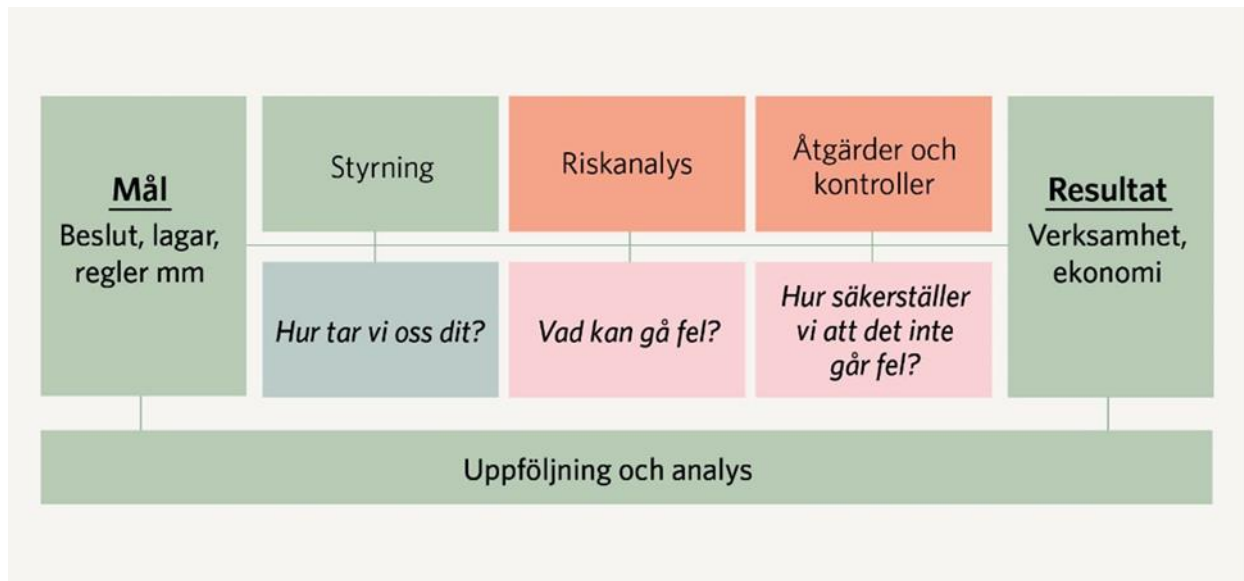 Mål
Beslut, lagar,
regler mm
Styrning
Hur tar vi oss dit?
Riskanalys
Vad kan gå fel?
Åtgärder och
kontroller
Hur säkerställer
vi att det inte
går fel?
Resultat
Verksamhet,
ekonomi
Uppföljning och analys